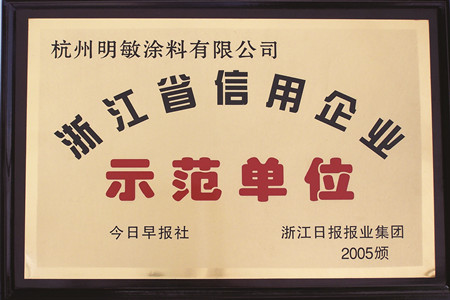 杭州明敏涂料有限公司
浙江省信用企业
示范单位
今日早报社 浙江日报报业集团
2005颁